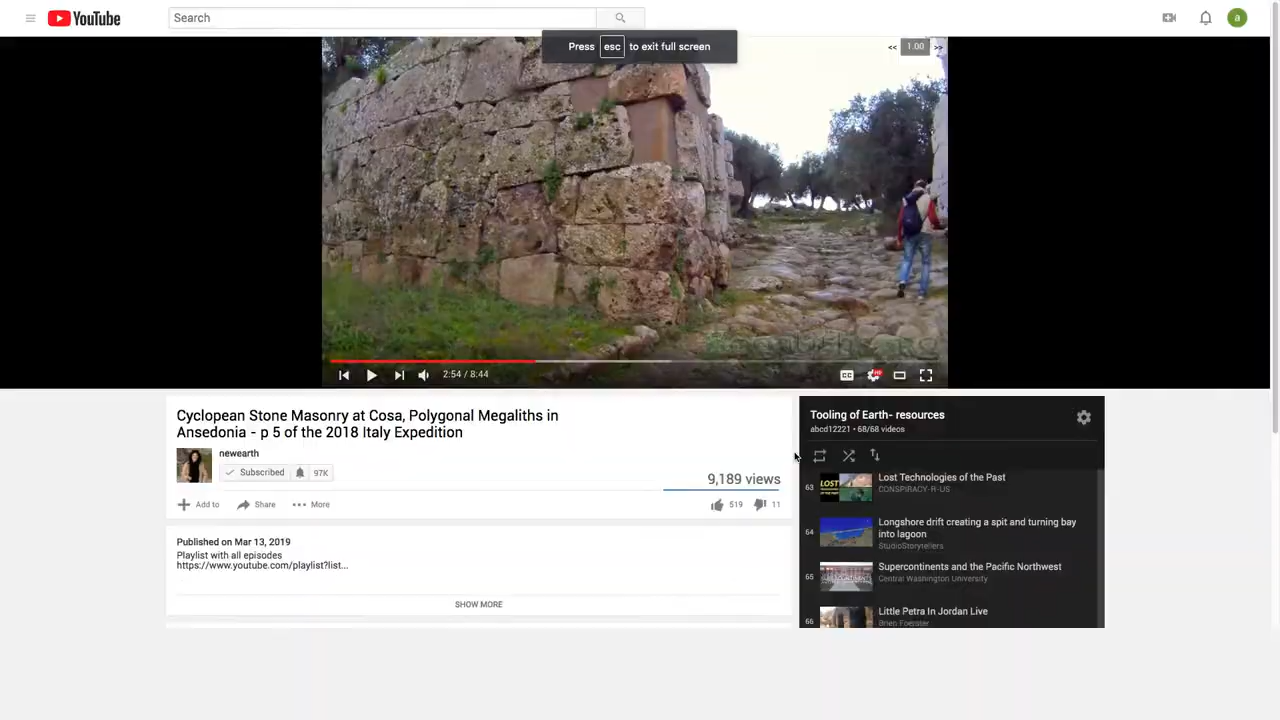 YouTube
Search
a
Press esc to exit full screen
<< 1.00 >>
2:54 / 8:44
CC
HD
Cyclopean Stone Masonry at Cosa, Polygonal Megaliths in
Ansedonia - p 5 of the 2018 Italy Expedition
newearth
Subscribed 97K
9,189 views
Add to Share More
519 11
Published on Mar 13, 2019
Playlist with all episodes
https://www.youtube.com/playlist?list...
SHOW MORE
Tooling of Earth- resources
abcd12221 • 68/68 videos
63
LOST
Lost Technologies of the Past
CONSPIRACY-R-US
64
Longshore drift creating a spit and turning bay
into lagoon
StudioStorytellers
65
Supercontinents and the Pacific Northwest
Central Washington University
66
Little Petra In Jordan Live
Brien Foerster